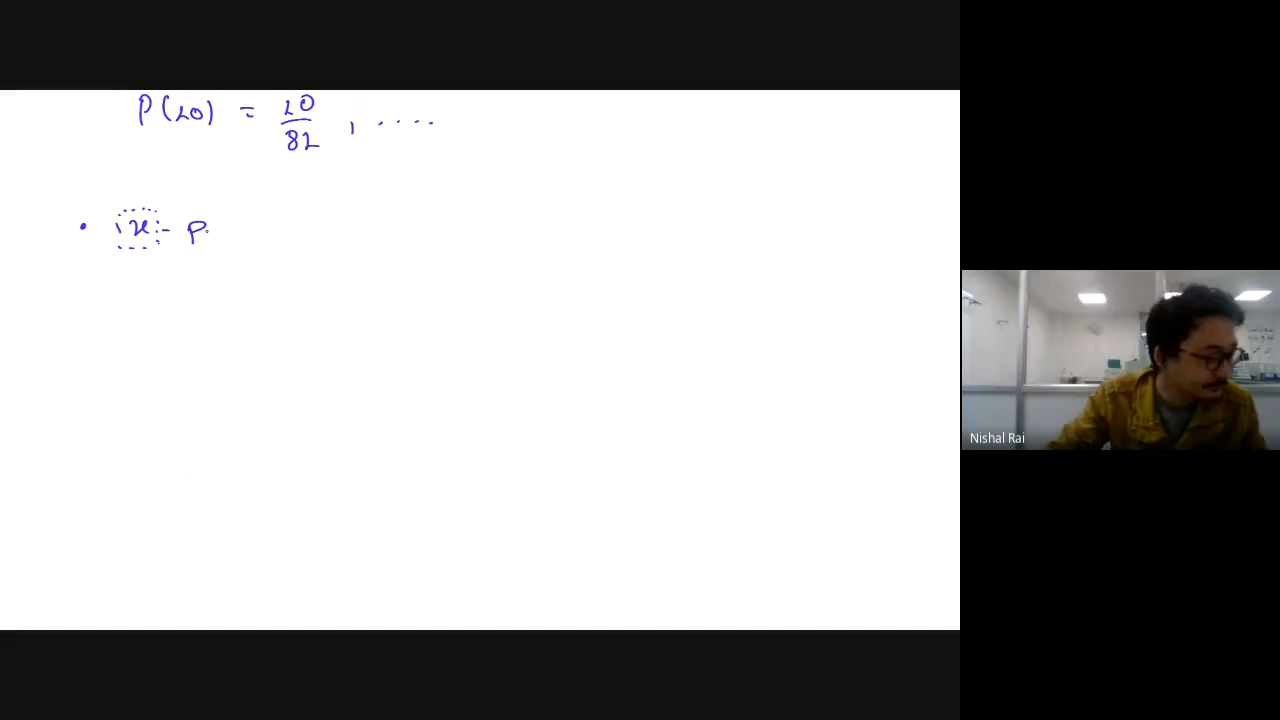 P(20) = 20/82 , ....
• x - P
Nishal Rai